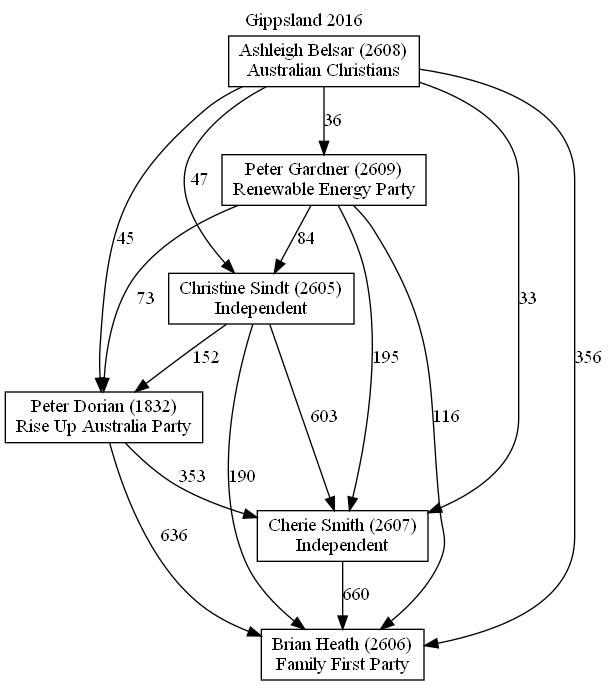 Gippsland 2016
Ashleigh Belsar (2608)
Australian Christians
36
Peter Gardner (2609)
Renewable Energy Party
47
45
84
73
Christine Sindt (2605)
Independent
33
356
152
195
Peter Dorian (1832)
Rise Up Australia Party
603
116
353
190
Cherie Smith (2607)
Independent
636
660
Brian Heath (2606)
Family First Party